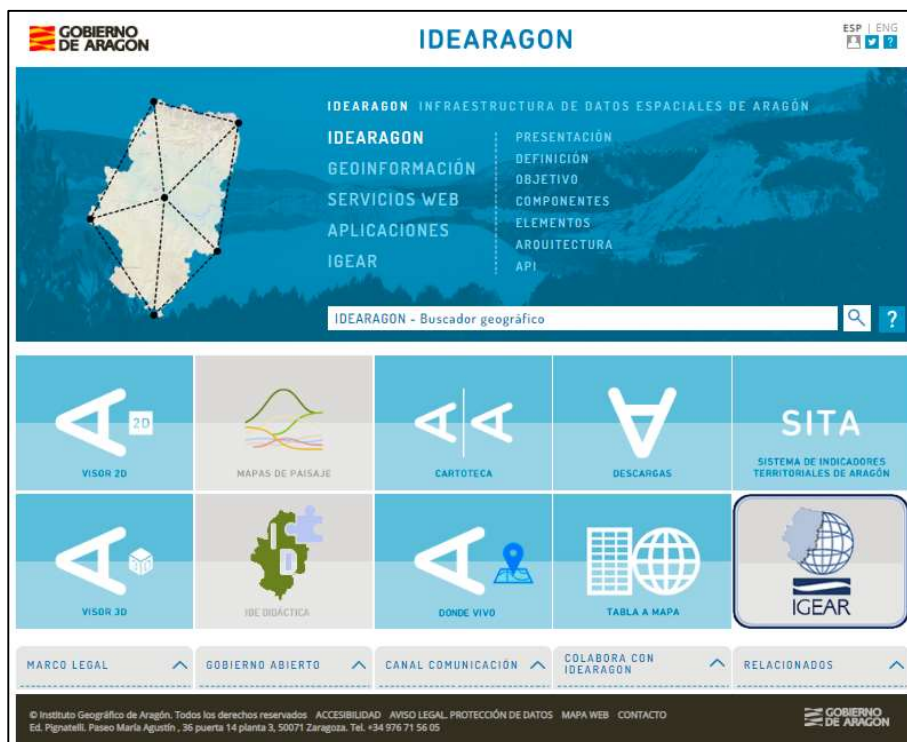 GOBIERNO
DE ARAGON
IDEARAGON
ESP | ENG
?
IDEARAGON INFRAESTRUCTURA DE DATOS ESPACIALES DE ARAGÓN
IDEARAGON
GEOINFORMACIÓN
SERVICIOS WEB
APLICACIONES
IGEAR
PRESENTACIÓN
DEFINICIÓN
OBJETIVO
COMPONENTES
ELEMENTOS
ARQUITECTURA
API
IDEARAGON - Buscador geográfico
?
2D
VISOR 2D
MAPAS DE PAISAJE
CARTOTECA
DESCARGAS
SITA
SISTEMA DE INDICADORES
TERRITORIALES DE ARAGÓN
3D
VISOR 3D
IDE DIDÁCTICA
DONDE VIVO
TABLA A MAPA
IGEAR
MARCO LEGAL
GOBIERNO ABIERTO
CANAL COMUNICACIÓN
COLABORA CON
IDEARAGON
RELACIONADOS
© Instituto Geográfico de Aragón. Todos los derechos reservados ACCESIBILIDAD AVISO LEGAL. PROTECCIÓN DE DATOS MAPA WEB CONTACTO
Ed. Pignatelli. Paseo María Agustín , 36 puerta 14 planta 3, 50071 Zaragoza. Tel. +34 976 71 56 05
GOBIERNO
DE ARAGON